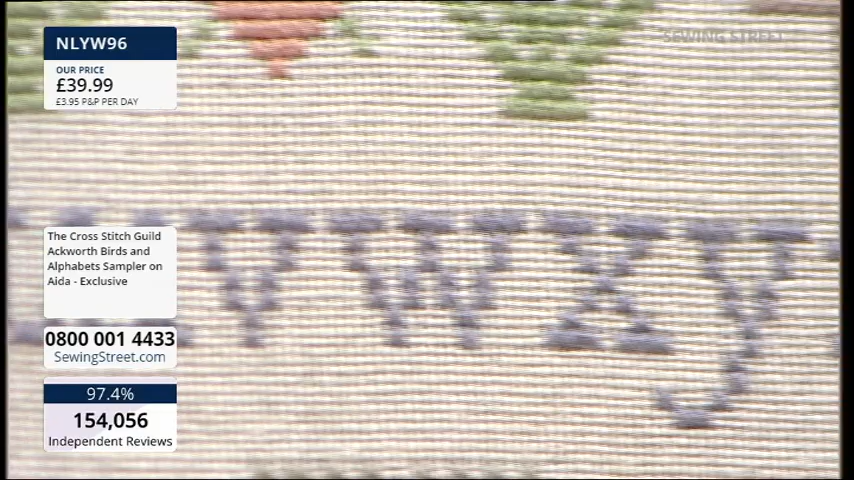 NLYW96
OUR PRICE
£39.99
£3.95 P&P PER DAY
SEWING STREET
The Cross Stitch Guild
Ackworth Birds and
Alphabets Sampler on
Aida - Exclusive
V W X y
0800 001 4433
SewingStreet.com
97.4%
154,056
Independent Reviews